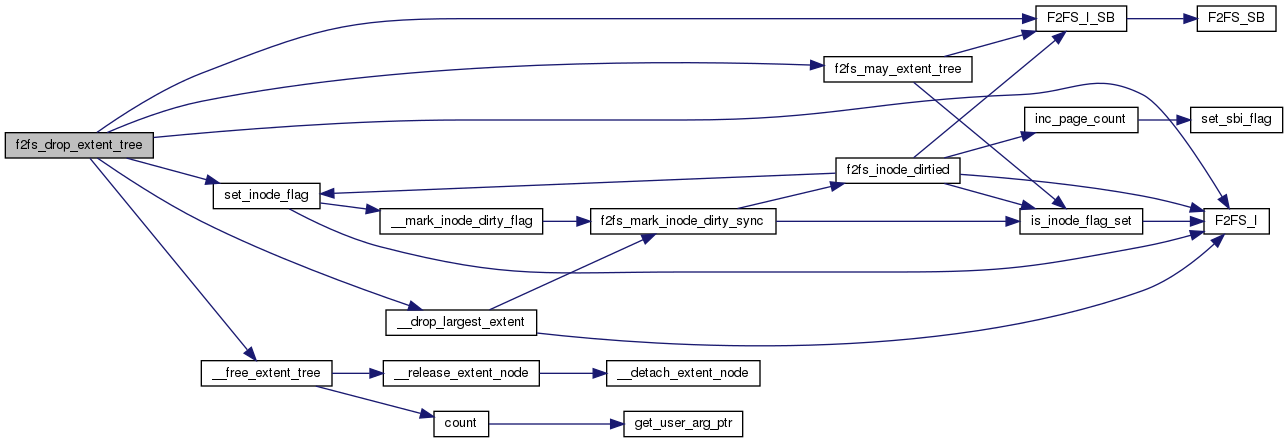 F2FS_I_SB
F2FS_SB
f2fs_may_extent_tree
inc_page_count
set_sbi_flag
f2fs_drop_extent_tree
f2fs_inode_dirtied
set_inode_flag
__mark_inode_dirty_flag
f2fs_mark_inode_dirty_sync
is_inode_flag_set
F2FS_I
__drop_largest_extent
__free_extent_tree
__release_extent_node
__detach_extent_node
count
get_user_arg_ptr